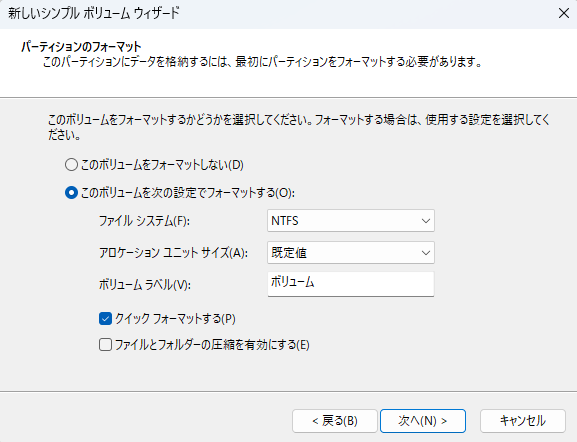 新しいシンプル ボリューム ウィザード
パーティションのフォーマット
このパーティションにデータを格納するには、最初にパーティションをフォーマットする必要があります。
このボリュームをフォーマットするかどうかを選択してください。フォーマットする場合は、使用する設定を選択してく
ださい。
このボリュームをフォーマットしない(D)
このボリュームを次の設定でフォーマットする(O):
ファイル システム(F): NTFS
アロケーション ユニット サイズ(A): 既定値
ボリューム ラベル(V): ボリューム
クイック フォーマットする(P)
ファイルとフォルダーの圧縮を有効にする(E)
< 戻る(B) 次へ(N) > キャンセル